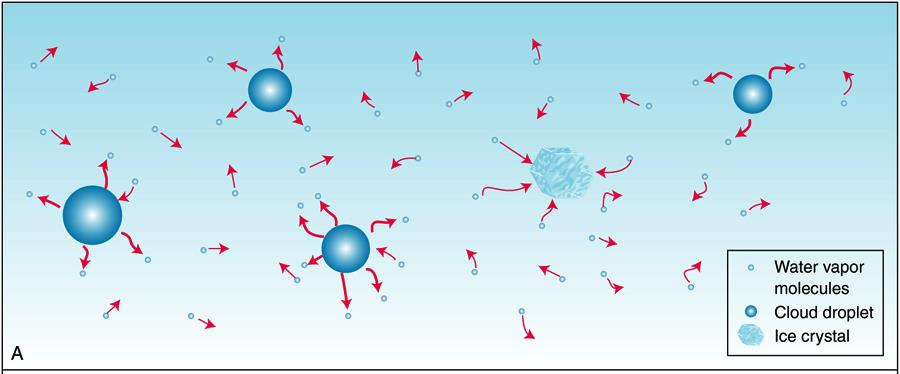 Water vapor
molecules
Cloud droplet
Ice crystal
A